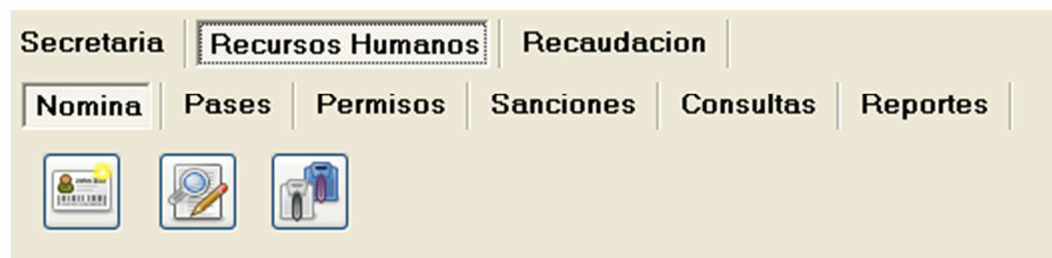 Secretaria Recursos Humanos Recaudacion
Nomina Pases Permisos Sanciones Consultas Reportes